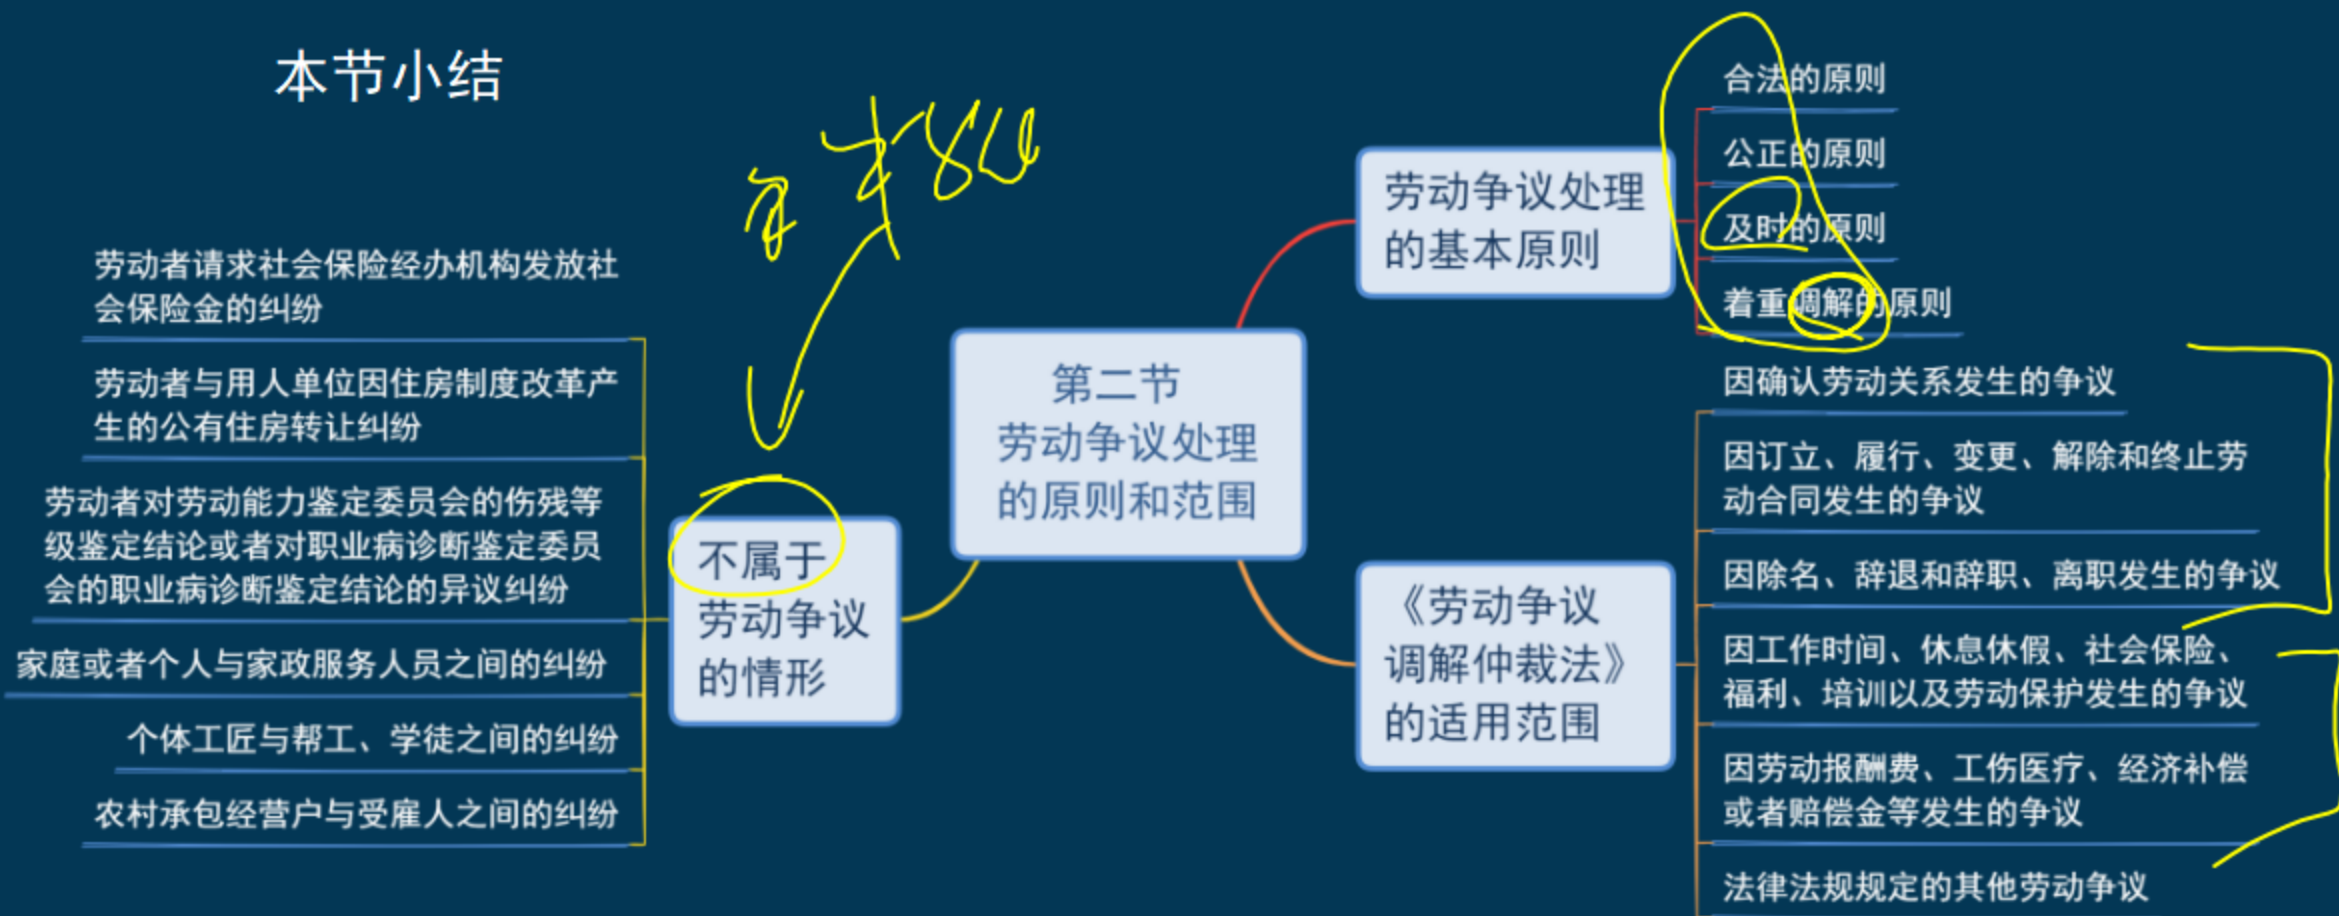 本节小结
劳动者请求社会保险经办机构发放社
会保险金的纠纷
劳动者与用人单位因住房制度改革产
生的公有住房转让纠纷
劳动者对劳动能力鉴定委员会的伤残等
级鉴定结论或者对职业病诊断鉴定委员
会的职业病诊断鉴定结论的异议纠纷
家庭或者个人与家政服务人员之间的纠纷
个体工匠与帮工、学徒之间的纠纷
农村承包经营户与受雇人之间的纠纷
不属于
劳动争议
的情形
第二节
劳动争议处理
的原则和范围
劳动争议处理
的基本原则
合法的原则
公正的原则
及时的原则
着重调解的原则
《劳动争议
调解仲裁法》
的适用范围
因确认劳动关系发生的争议
因订立、履行、变更、解除和终止劳
动合同发生的争议
因除名、辞退和辞职、离职发生的争议
因工作时间、休息休假、社会保险、
福利、培训以及劳动保护发生的争议
因劳动报酬费、工伤医疗、经济补偿
或者赔偿金等发生的争议
法律法规规定的其他劳动争议